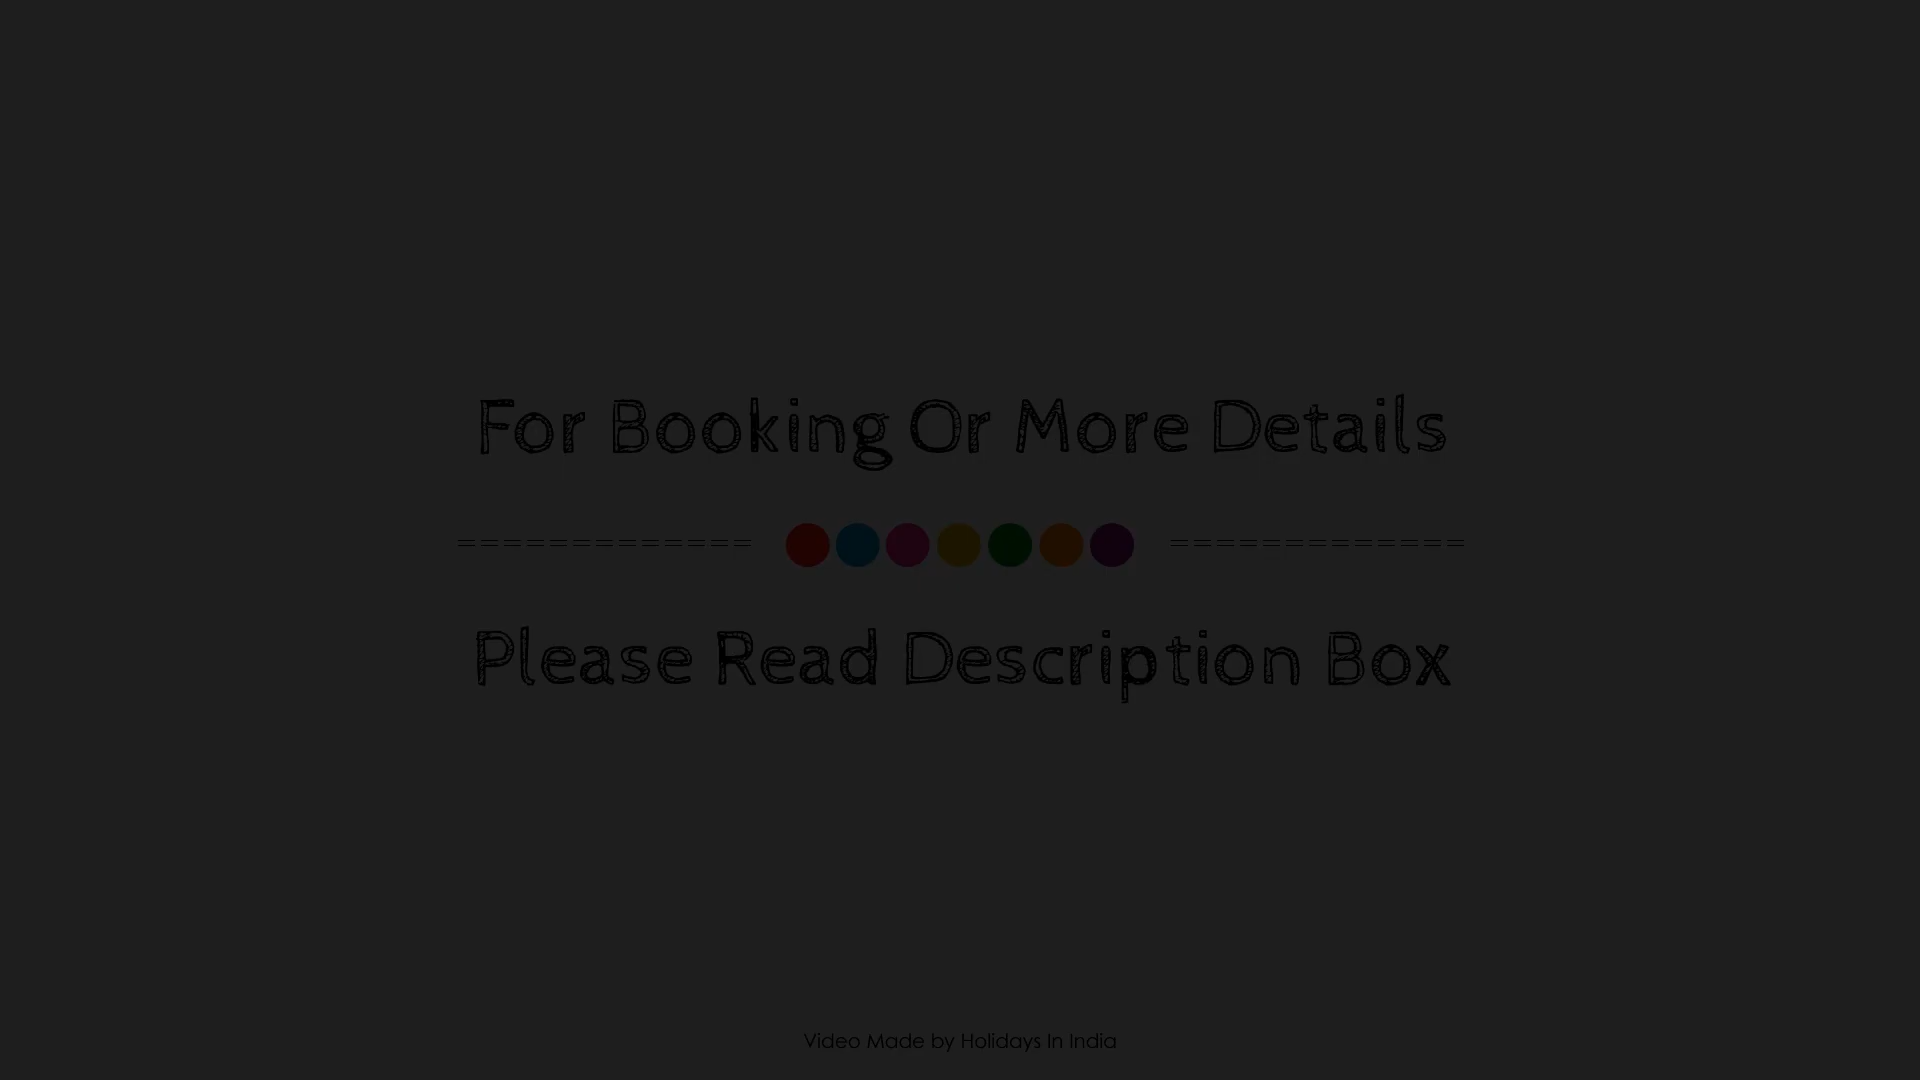 For Booking Or More Details
============= =============
Please Read Description Box
Video Made by Holidays In India